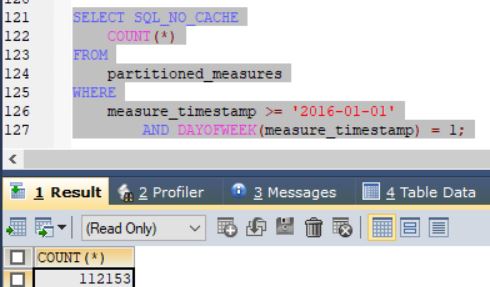 121 SELECT SQL_NO_CACHE
122 COUNT(*)
123 FROM
124 partitioned_measures
125 WHERE
126 measure_timestamp >= '2016-01-01'
127 AND DAYOFWEEK(measure_timestamp) = 1;
<
1 Result 2 Profiler 3 Messages 4 Table Data
(Read Only)
COUNT(*)
112153